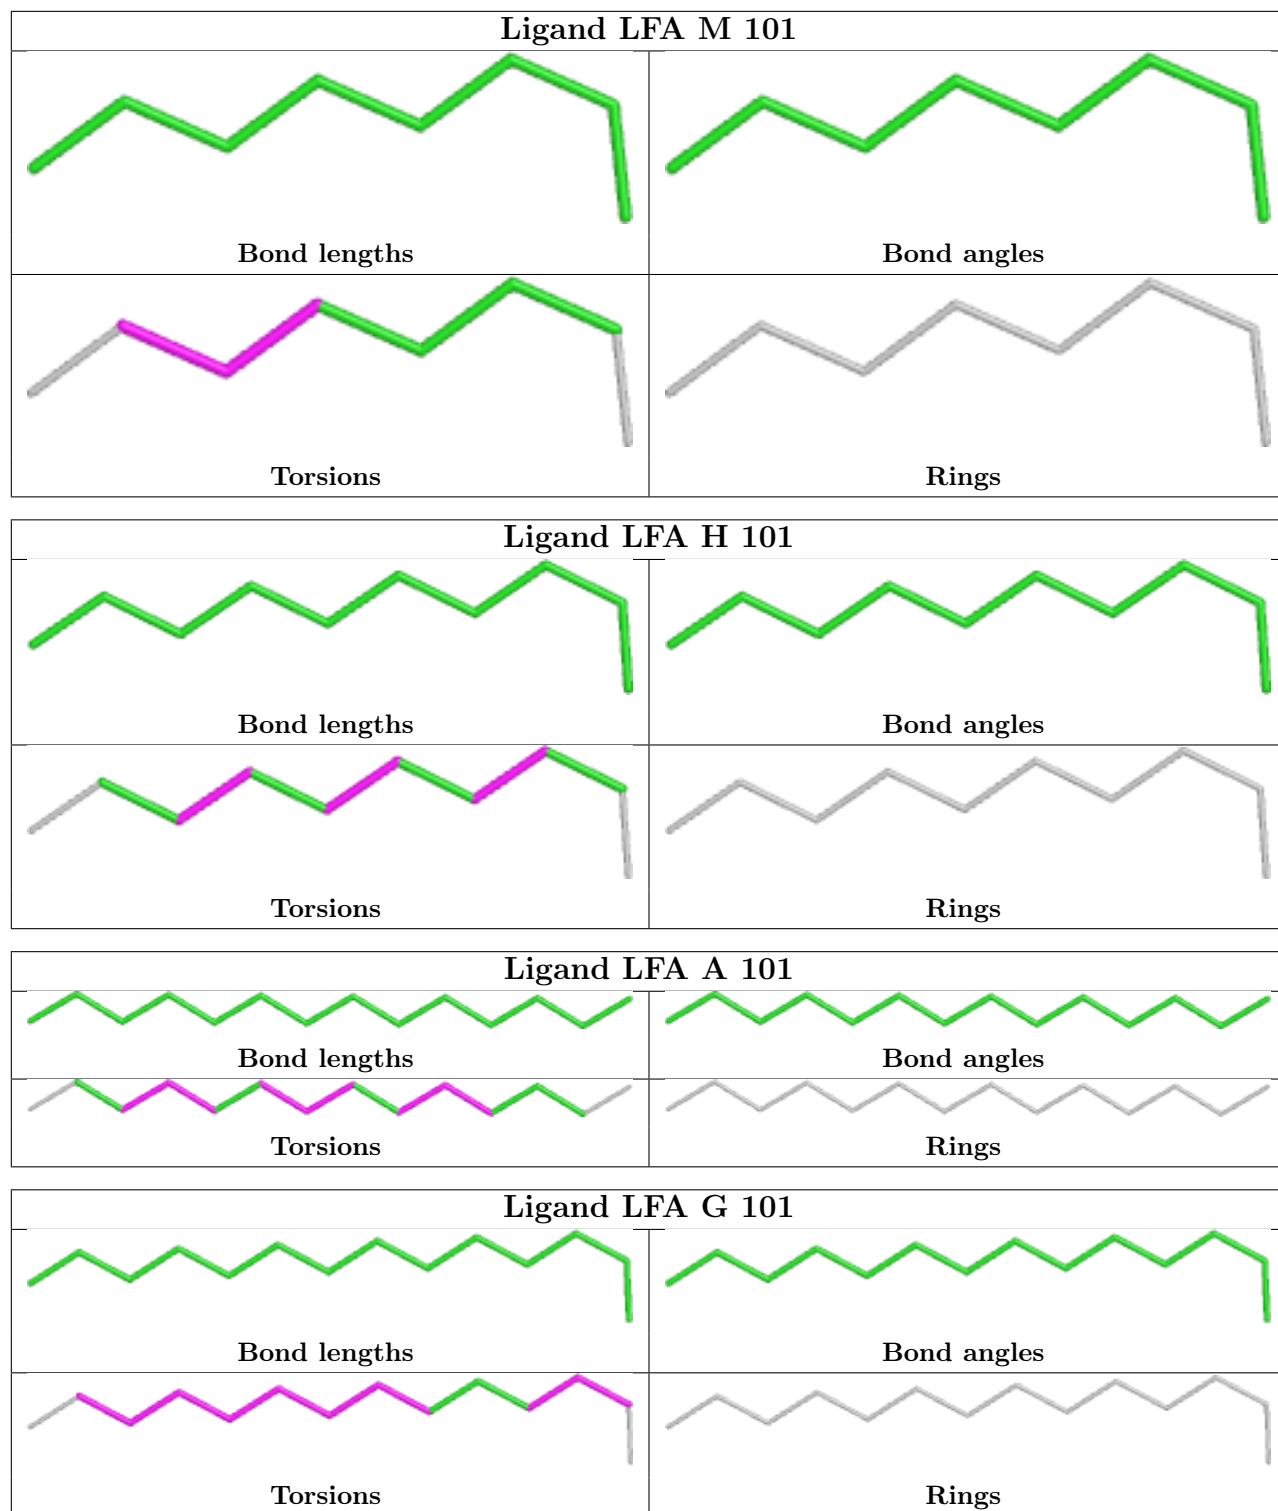 Ligand LFA M 101
Bond lengths
Bond angles
Torsions
Rings
Ligand LFA H 101
Bond lengths
Bond angles
Torsions
Rings
Ligand LFA A 101
Bond lengths
Bond angles
Torsions
Rings
Ligand LFA G 101
Bond lengths
Bond angles
Torsions
Rings